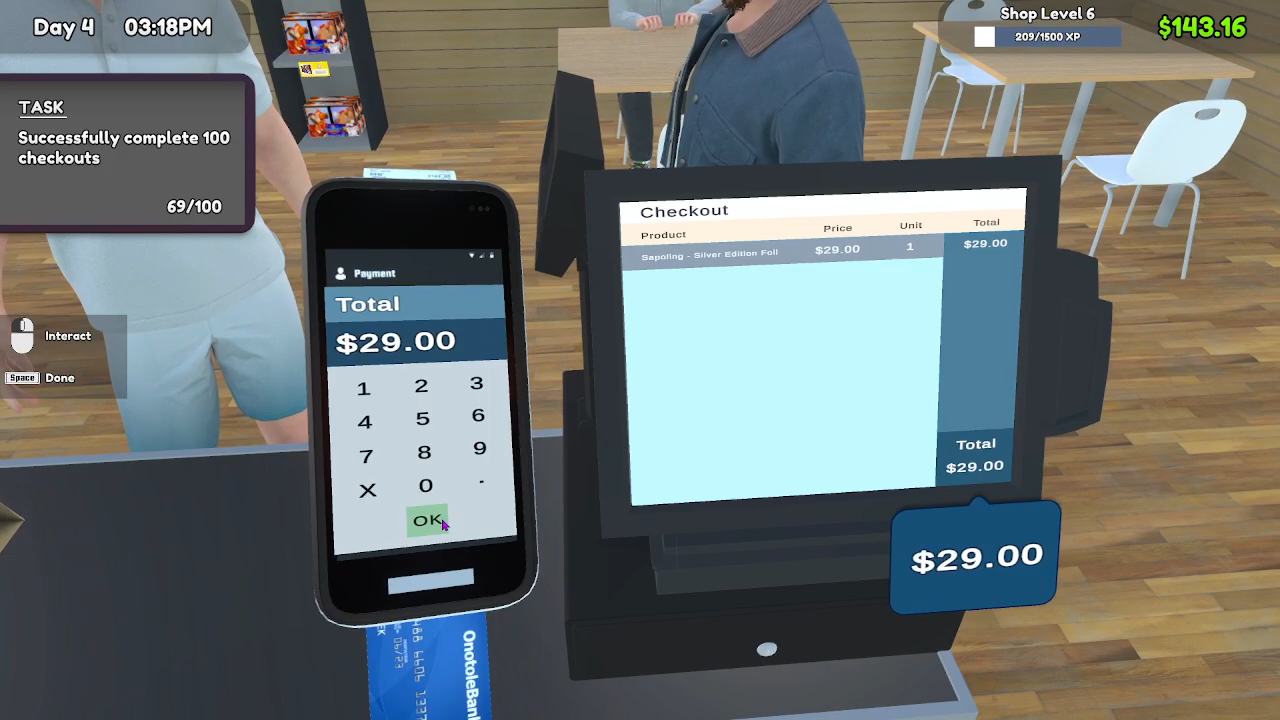 Day 4 03:18PM
Shop Level 6
209/1500 XP
$143.16
TASK
Successfully complete 100
checkouts
69/100
Interact
Space Done
Payment
Total
$29.00
1 2 3
4 5 6
7 8 9
X 0 .
OK
Checkout
Product Price Unit Total
Sapoling - Silver Edition Foil $29.00 1 $29.00
Total
$29.00
$29.00
OnotoleBank
06/23